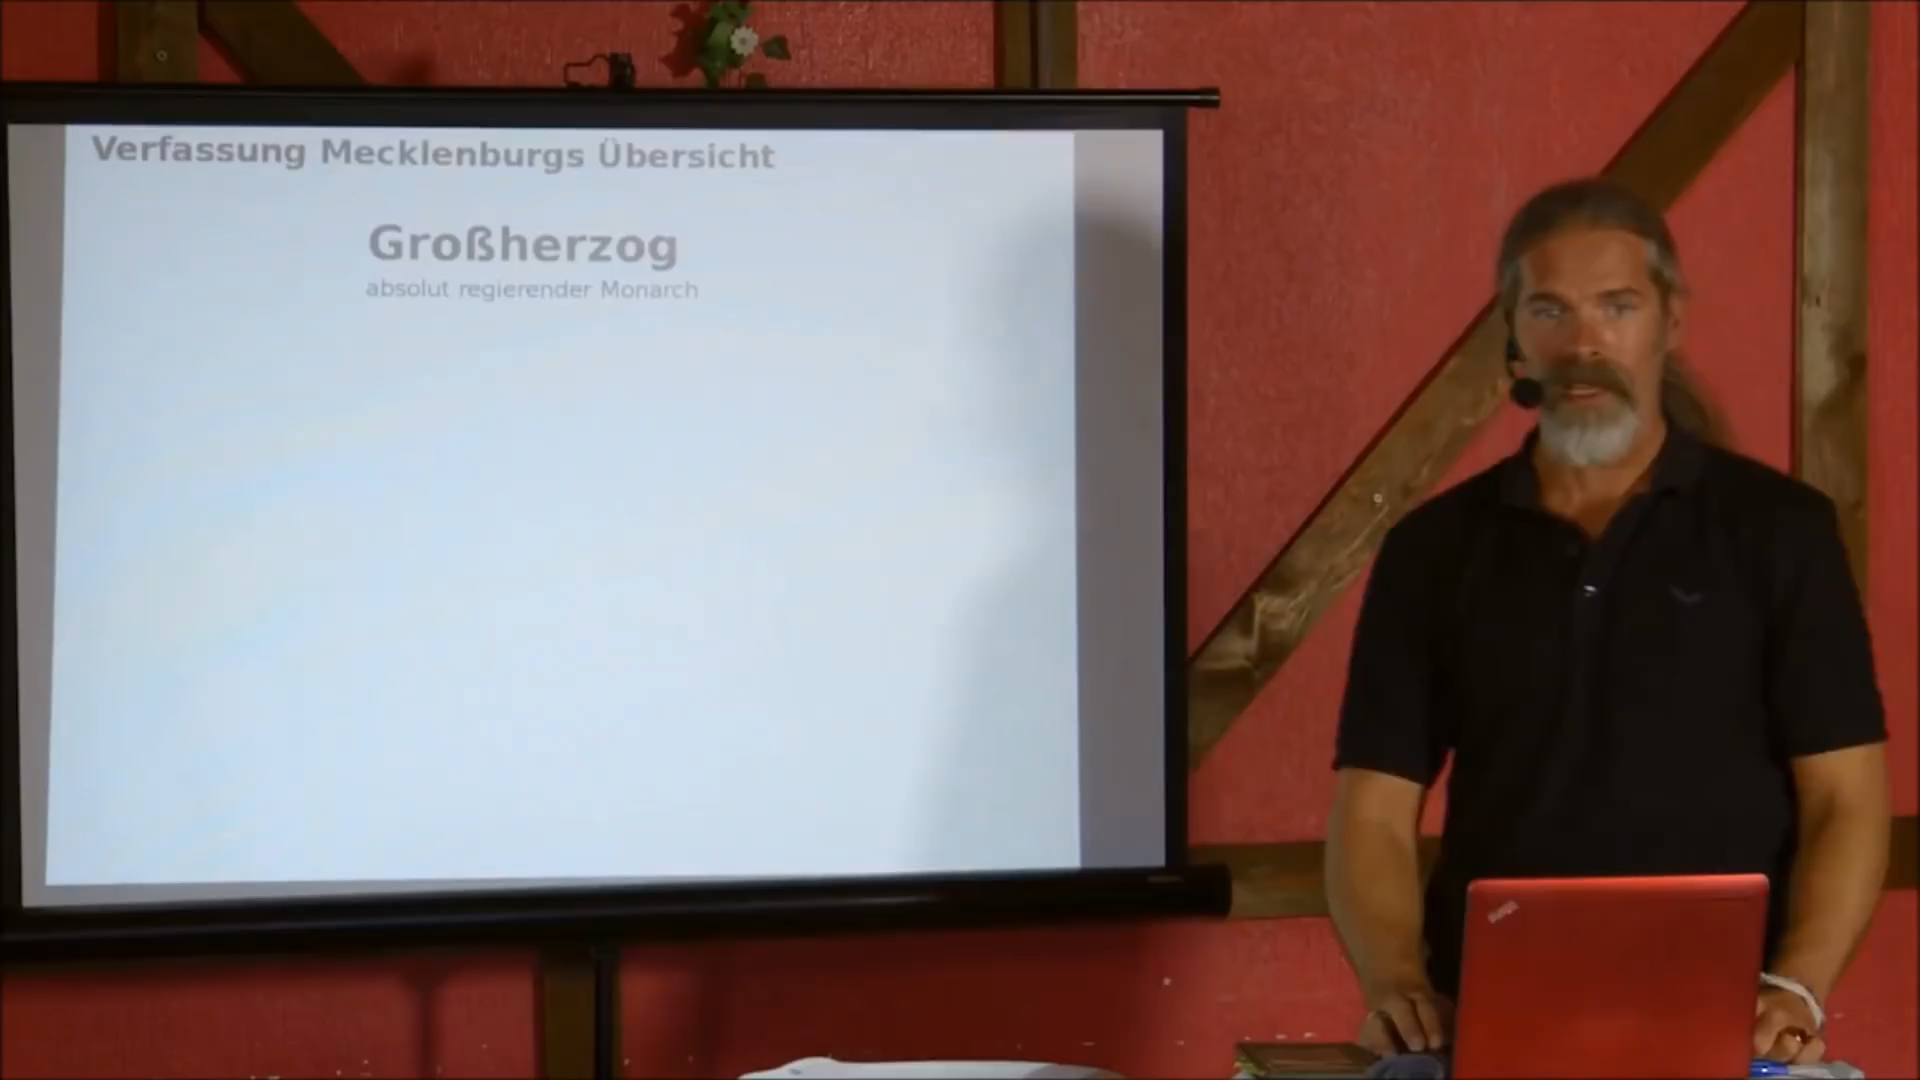 Verfassung Mecklenburgs Übersicht
Großherzog
absolut regierender Monarch